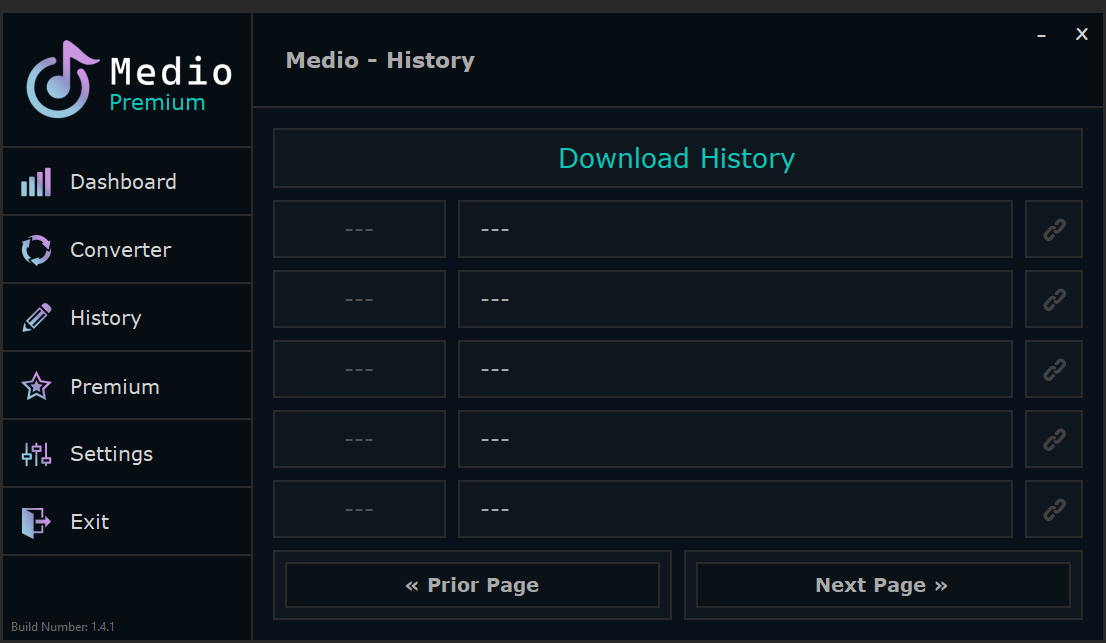 Medio
Premium
Medio - History
– X
Dashboard
Converter
History
Premium
Settings
Exit
Build Number: 1.4.1
Download History
--- ---
--- ---
--- ---
--- ---
--- ---
« Prior Page
Next Page »